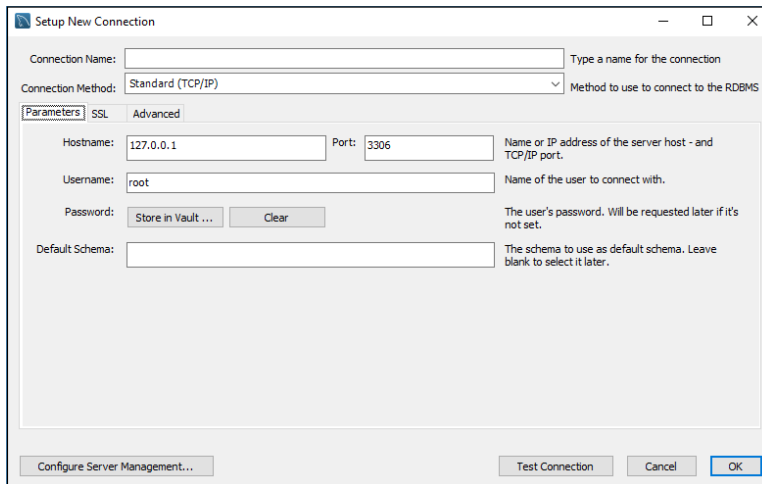 Setup New Connection
Connection Name: Type a name for the connection
Connection Method: Standard (TCP/IP) Method to use to connect to the RDBMS
Parameters SSL Advanced
Hostname: 127.0.0.1 Port: 3306 Name or IP address of the server host - and
TCP/IP port.
Username: root Name of the user to connect with.
Password: Store in Vault ... Clear The user's password. Will be requested later if it's
not set.
Default Schema: The schema to use as default schema. Leave
blank to select it later.
Configure Server Management... Test Connection Cancel OK